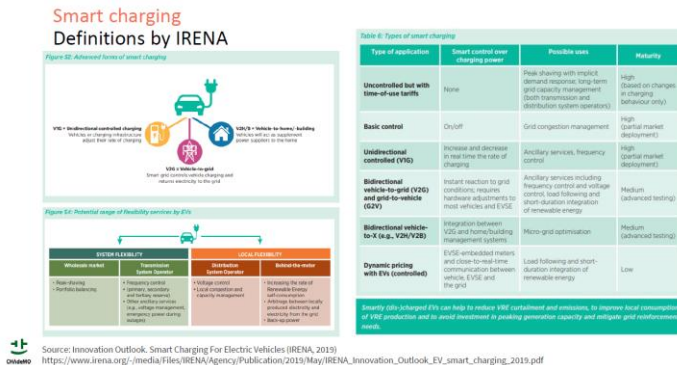 Smart charging
Definitions by IRENA
Figure S2: Advanced forms of smart charging
V1G = Unidirectional controlled charging
Vehicles or charging infrastructure
adjust their rate of charging
V2H/B = Vehicle-to-home/-building
Vehicles will act as supplement
power suppliers to the home
V2G = Vehicle-to-grid
Smart grid controls vehicle charging and
returns electricity to the grid
Figure S4: Potential range of flexibility services by EVs
SYSTEM FLEXIBILITY
LOCAL FLEXIBILITY
Wholesale market
Transmission
System Operator
Distribution
System Operator
Behind-the-meter
• Peak-shaving
• Portfolio balancing
• Frequency control
(primary, secondary
and tertiary reserve)
• Other ancillary services
(e.g., voltage management,
emergency power during
outages)
• Voltage control
• Local congestion and
capacity management
• Increasing the rate of
Renewable Energy
self-consumption
• Arbitrage between locally
produced electricity and
electricity from the grid
• Back-up power
Table 6: Types of smart charging
Type of application
Smart control over
charging power
Possible uses
Maturity
Uncontrolled but with
time-of-use tariffs
None
Peak shaving with implicit
demand response; long-term
grid capacity management
(both transmission and
distribution system operators)
High
(based on changes
in charging
behaviour only)
Basic control
On/off
Grid congestion management
High
(partial market
deployment)
Unidirectional
controlled (V1G)
Increase and decrease
in real time the rate of
charging
Ancillary services, frequency
control
High
(partial market
deployment)
Bidirectional
vehicle-to-grid (V2G)
and grid-to-vehicle
(G2V)
Instant reaction to grid
conditions; requires
hardware adjustments to
most vehicles and EVSE
Ancillary services including
frequency control and voltage
control, load following and
short-duration integration
of renewable energy
Medium
(advanced testing)
Bidirectional vehicle-
to-X (e.g., V2H/V2B)
Integration between
V2G and home/building
management systems
Micro-grid optimisation
Medium
(advanced testing)
Dynamic pricing
with EVs (controlled)
EVSE-embedded meters
and close-to-real-time
communication between
vehicle, EVSE and
the grid
Load following and short-
duration integration of
renewable energy
Low
Smartly (dis-)charged EVs can help to reduce VRE curtailment and emissions, to improve local consumption
of VRE production and to avoid investment in peaking generation capacity and mitigate grid reinforcement
needs.
CHAdeMO
Source: Innovation Outlook. Smart Charging For Electric Vehicles (IRENA, 2019)
https://www.irena.org/-/media/Files/IRENA/Agency/Publication/2019/May/IRENA_Innovation_Outlook_EV_smart_charging_2019.pdf